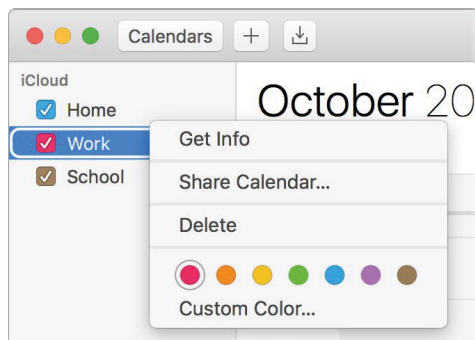 Calendars
iCloud
Home
Work
School
October 20
Get Info
Share Calendar...
Delete
Custom Color...